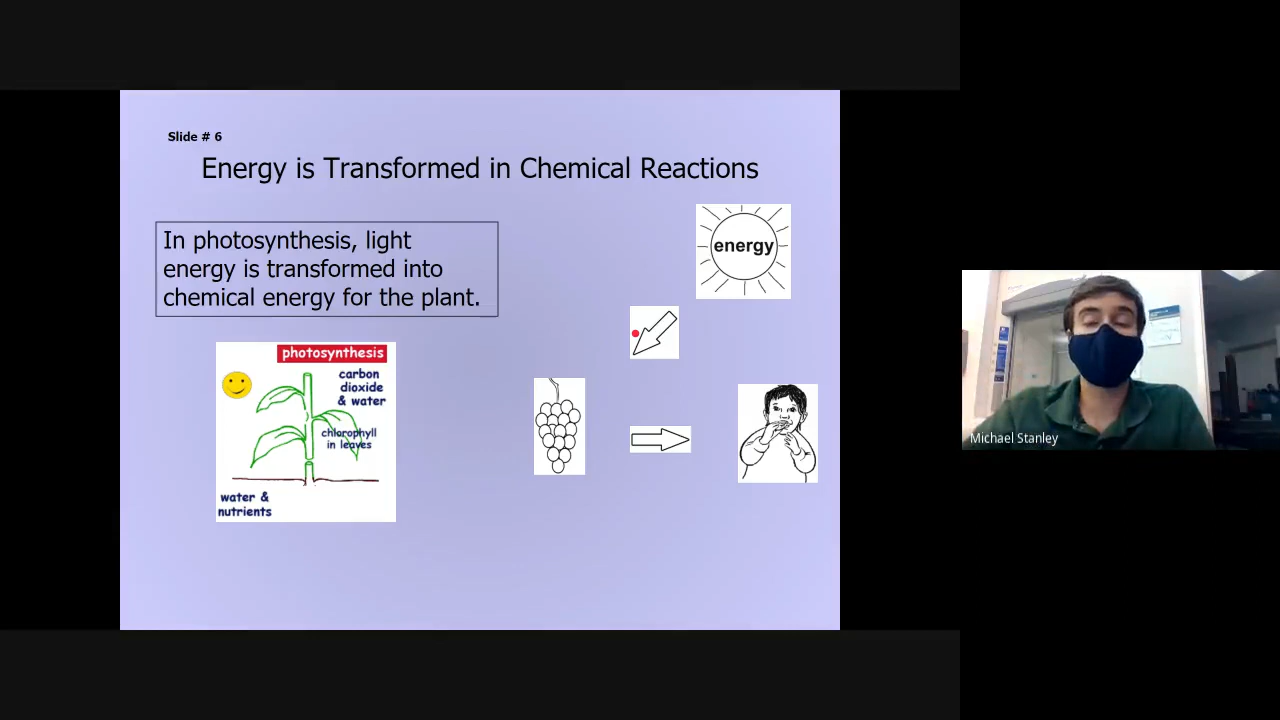 Slide # 6
Energy is Transformed in Chemical Reactions
In photosynthesis, light
energy is transformed into
chemical energy for the plant.
energy
photosynthesis
carbon
dioxide
& water
chlorophyll
in leaves
water &
nutrients
Michael Stanley